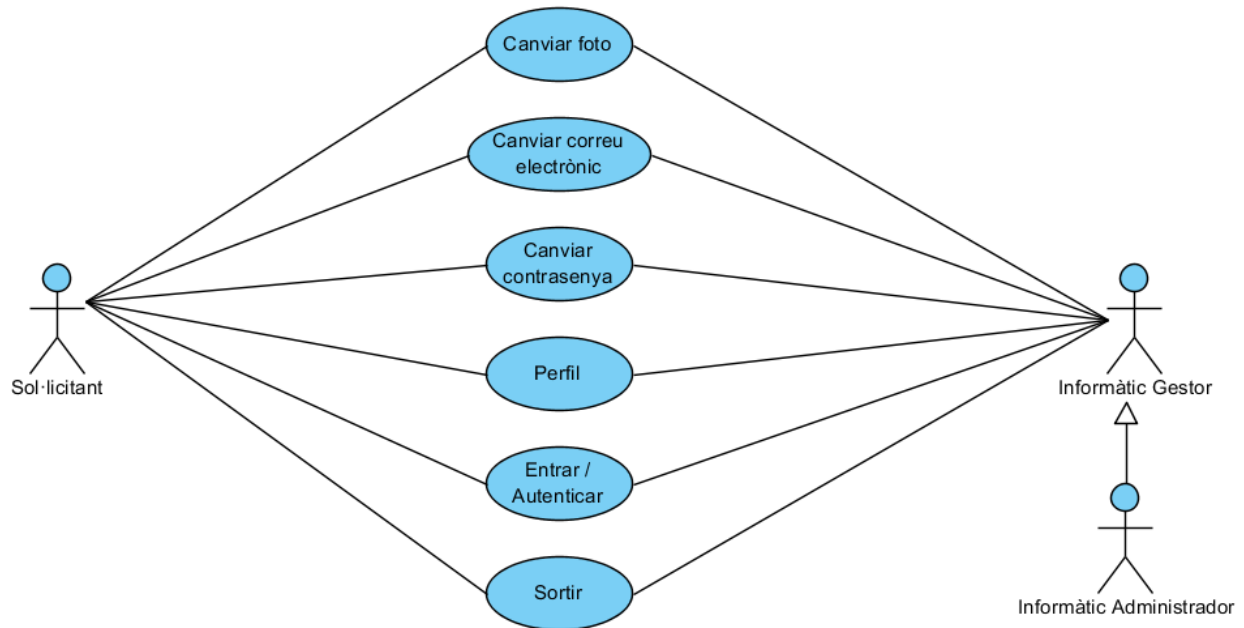 Canviar foto
Canviar correu
electrònic
Canviar
contrasenya
Sol·licitant
Perfil
Informàtic Gestor
Entrar /
Autenticar
Sortir
Informàtic Administrador